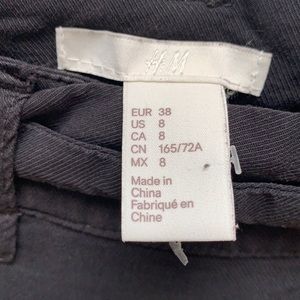 H&M
EUR 38
US 8
CA 8
CN 165/72A
MX 8
Made in
China
Fabriqué en
Chine